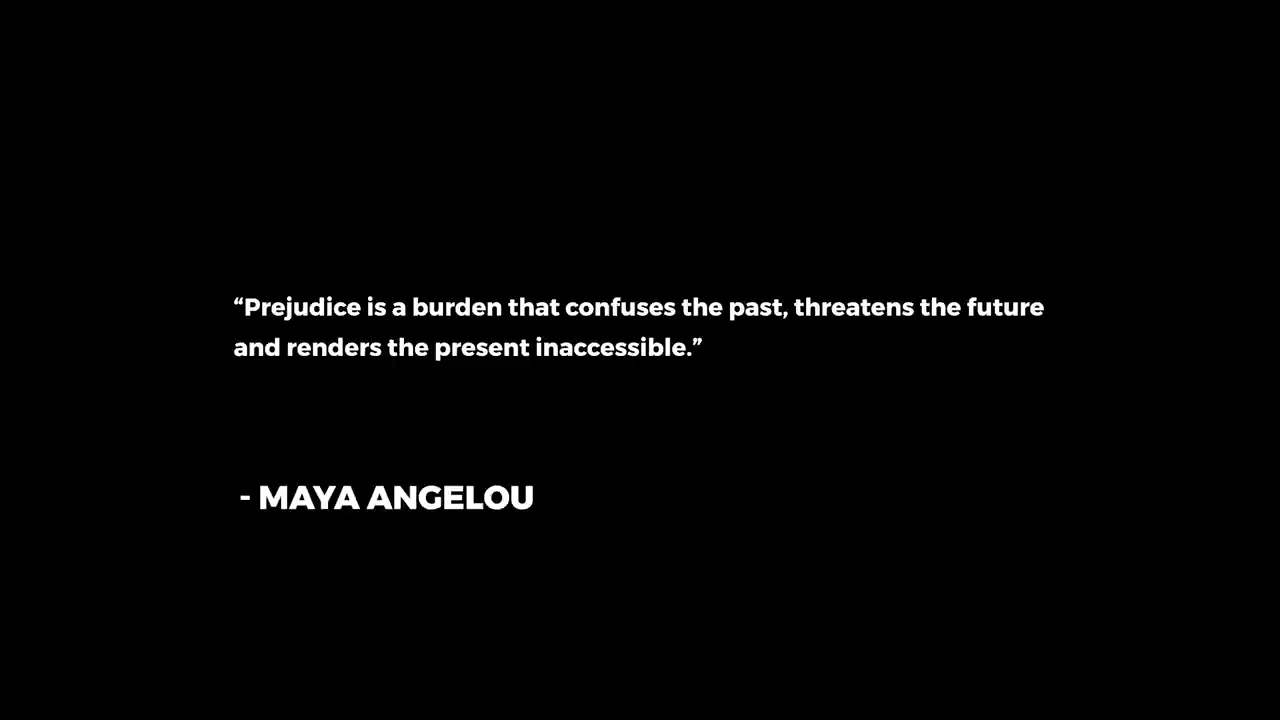 “Prejudice is a burden that confuses the past, threatens the future
and renders the present inaccessible.”
- MAYA ANGELOU